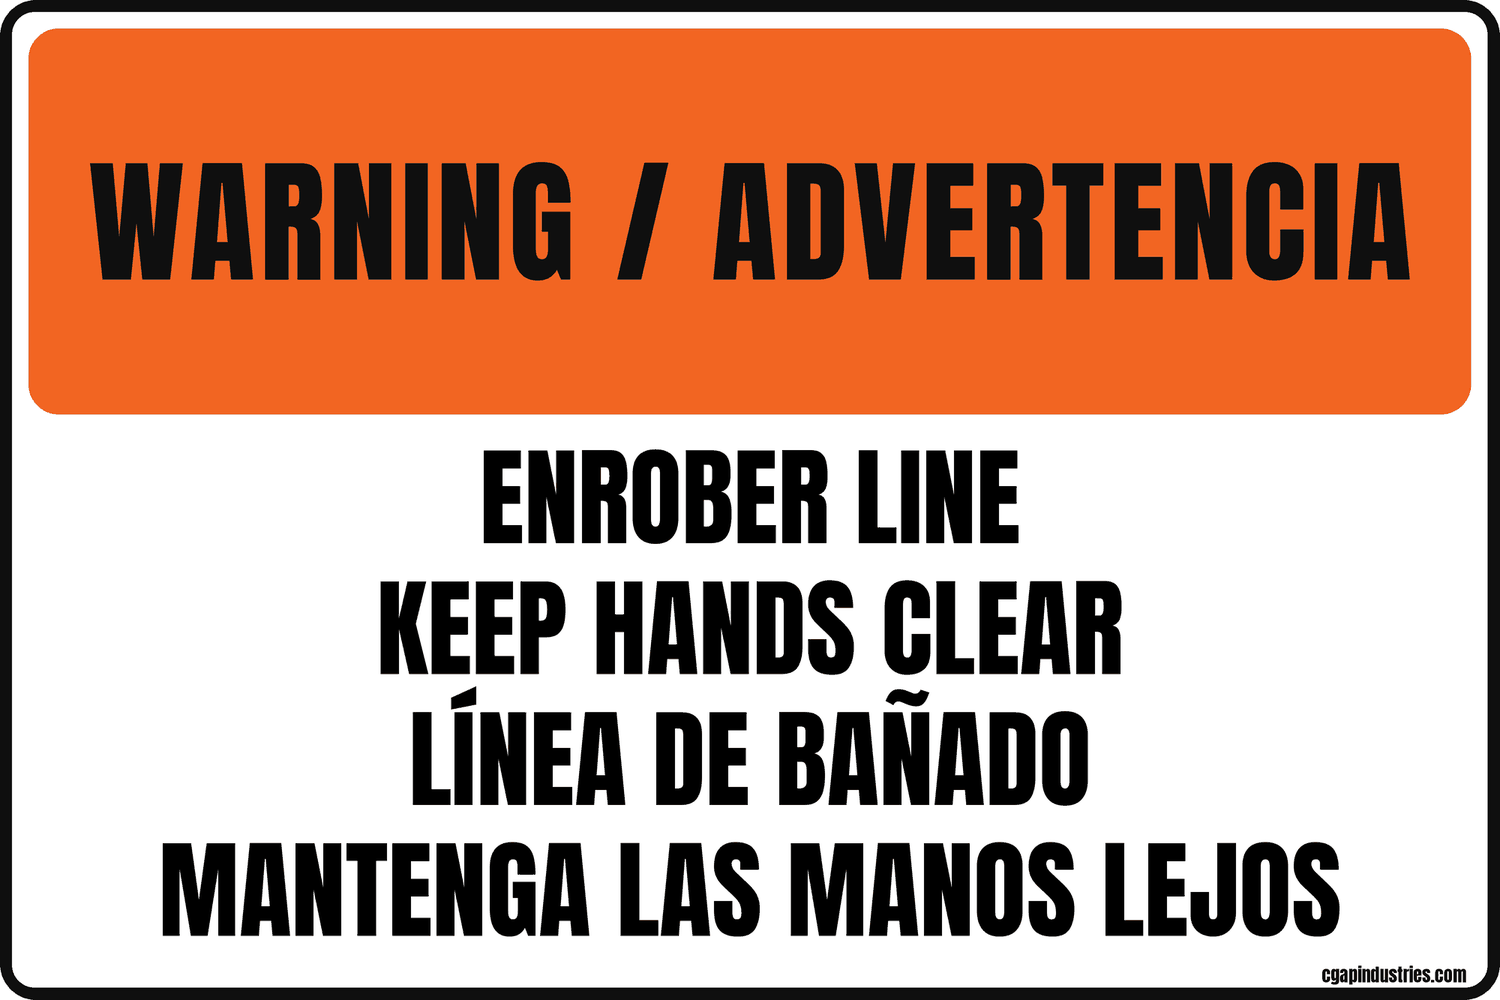 WARNING / ADVERTENCIA
ENROBER LINE
KEEP HANDS CLEAR
LÍNEA DE BAÑADO
MANTENGA LAS MANOS LEJOS
cgapindustries.com